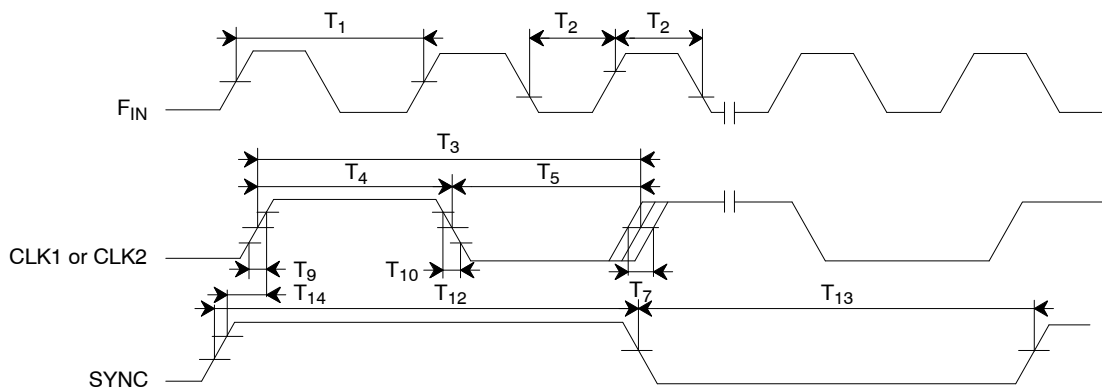 T1 T2 T2
FIN
T3
T4 T5
CLK1 or CLK2
T9 T10 T7
T14 T12 T13
SYNC